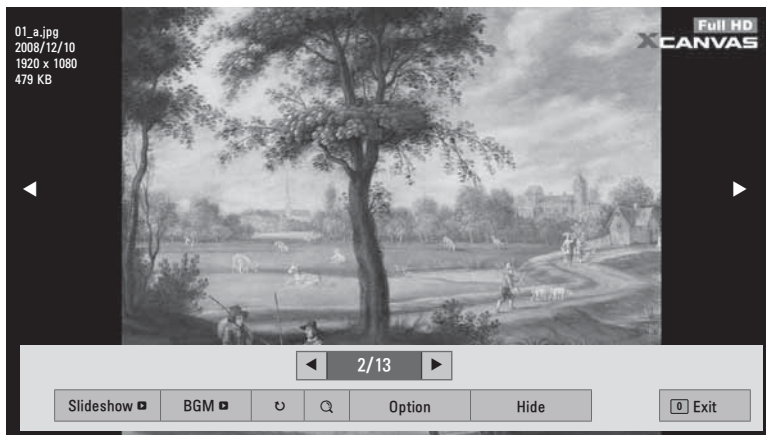 01_a.jpg
2008/12/10
1920 x 1080
479 KB
Full HD
XCANVAS
2/13
Slideshow
BGM
Option
Hide
0 Exit